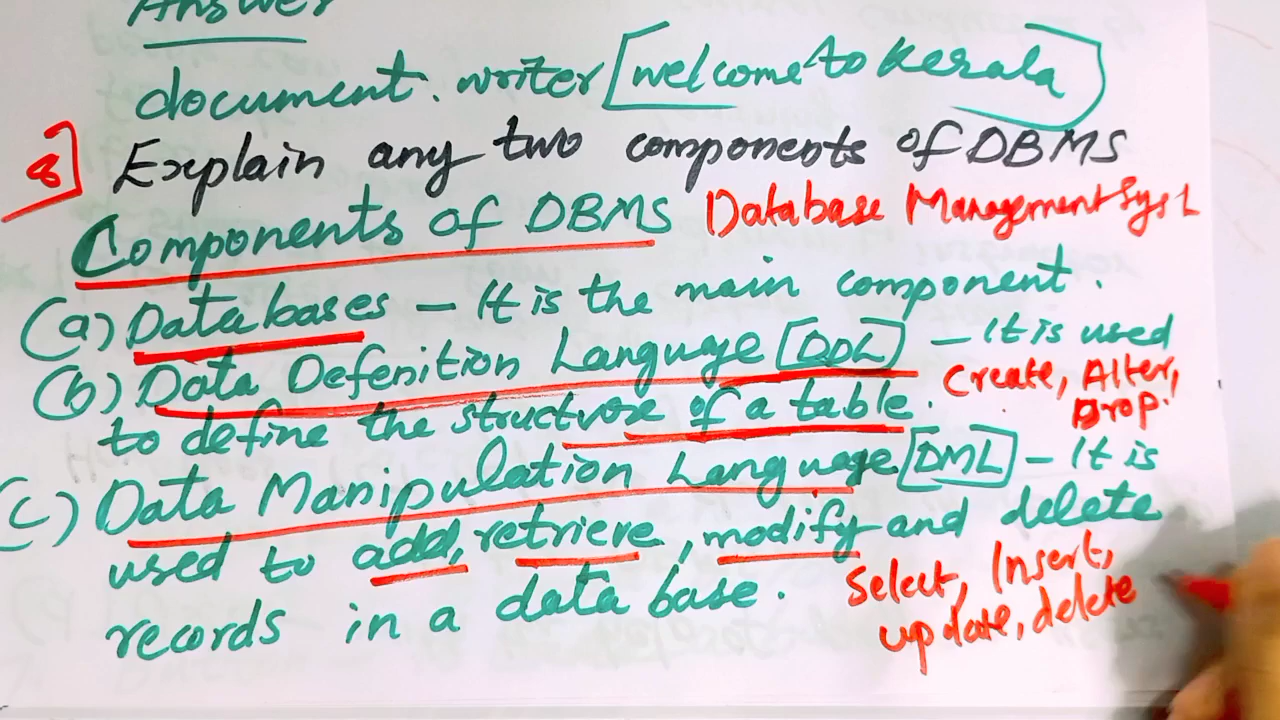 Answer
document.writer [welcome to Kerala)
8] Explain any two components of DBMS
Components of DBMS Database Management Syst
(a) Databases – It is the main component.
(b) Data Defenition Language [DDL] – It is used
to define the structure of a table. Create, Alter,
Drop.
(c) Data Manipulation Language [DML] – It is
used to add, retrieve, modify and delete
records in a data base. Select, Insert,
update, delete